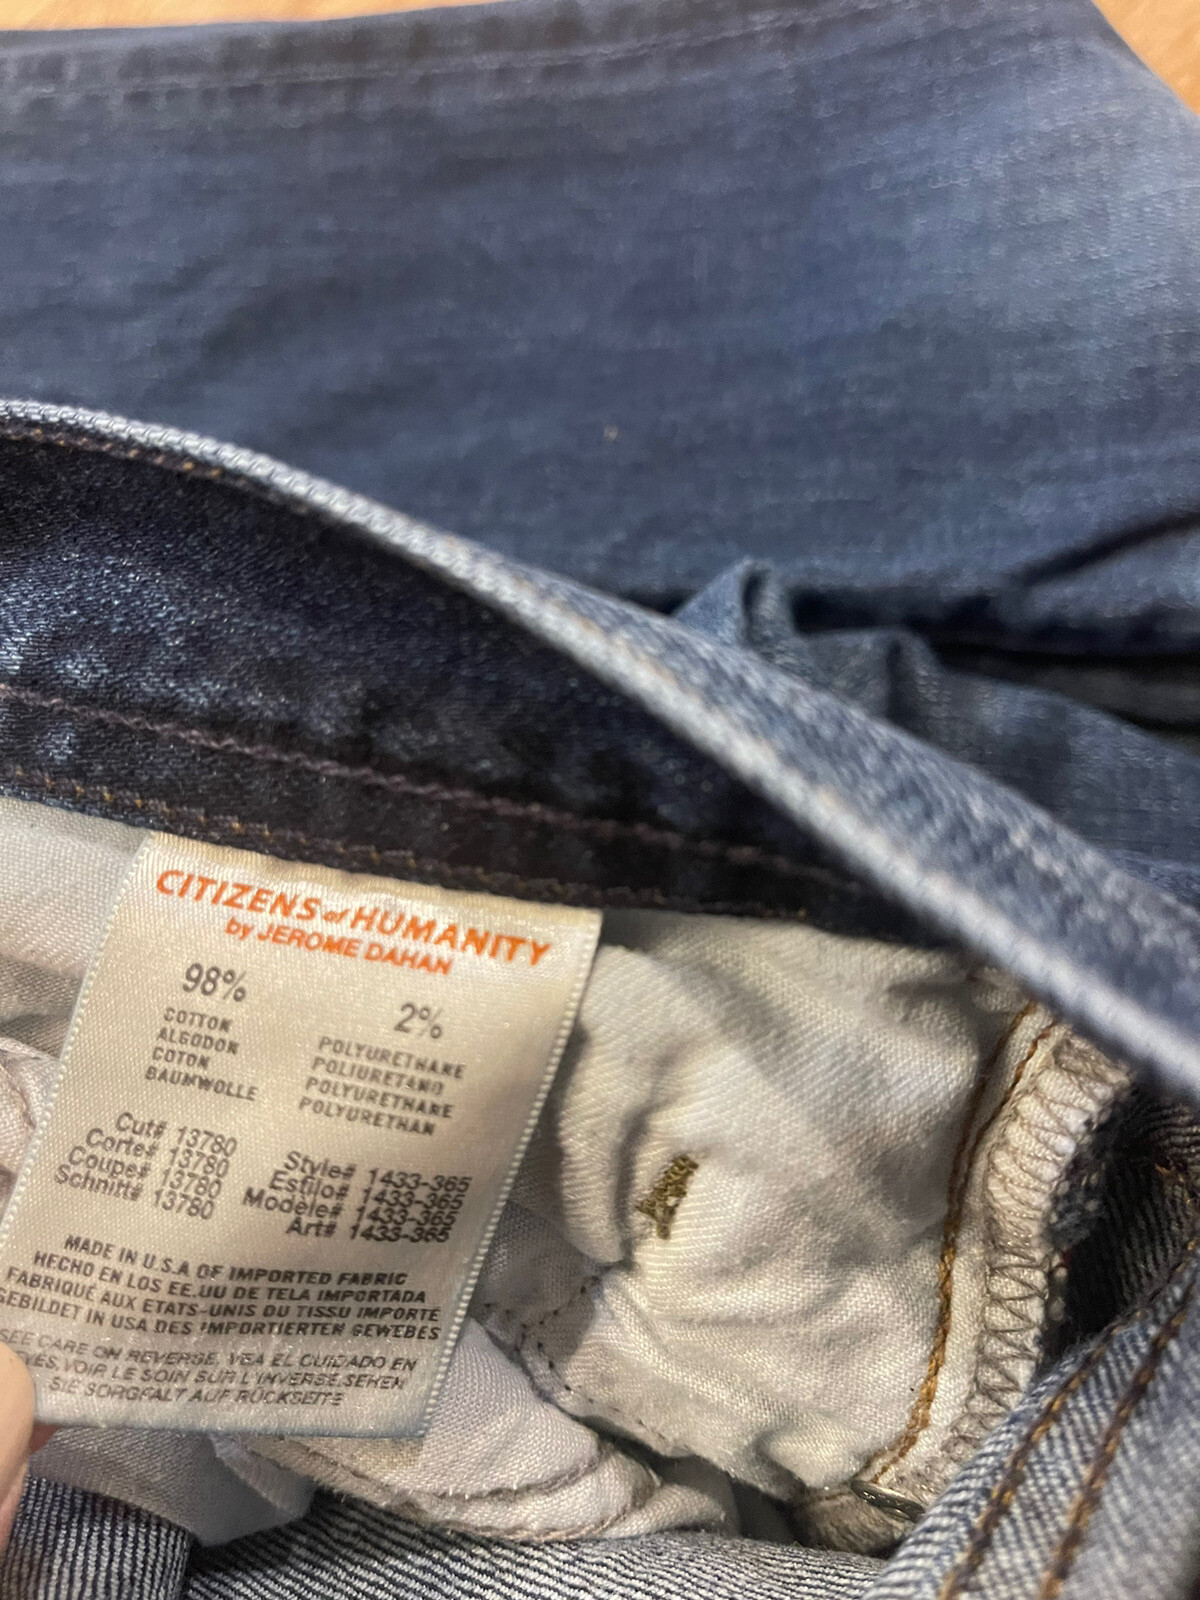 CITIZENS of HUMANITY
by JEROME DAHAN
98%
COTTON
ALGODON
COTON
BAUMWOLLE
2%
POLYURETHANE
POLIURETANO
POLYURETHANE
POLYURETHAN
Cut# 13780
Corte# 13780
Coupe# 13780
Schnitt# 13780
Style# 1433-365
Estilo# 1433-365
Modele# 1433-365
Art# 1433-365
MADE IN U.S.A OF IMPORTED FABRIC
HECHO EN LOS EE.UU DE TELA IMPORTADA
FABRIQUÉ AUX ETATS-UNIS OU TISSU IMPORTÉ
GEBILDET IN USA DES IMPORTIERTEN GEWEBES
SEE CARE ON REVERSE, VEA EL CUIDADO EN
VOIR LE SOIN SUR L'INVERSE, SEHEN
SIE SORGFALT AUF RÜCKSEITE